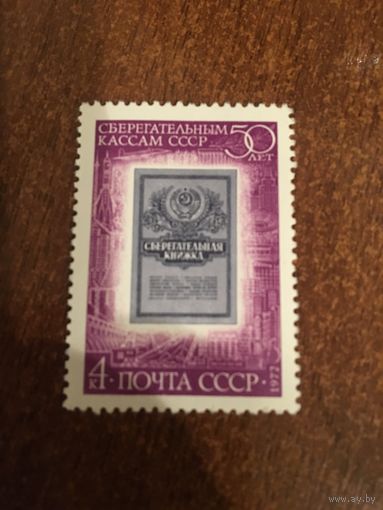 СБЕРЕГАТЕЛЬНЫМ
КАССАМ СССР
50
ЛЕТ
СБЕРЕГАТЕЛЬНАЯ
КНИЖКА
4 К · ПОЧТА СССР · 1972
www.ay.by